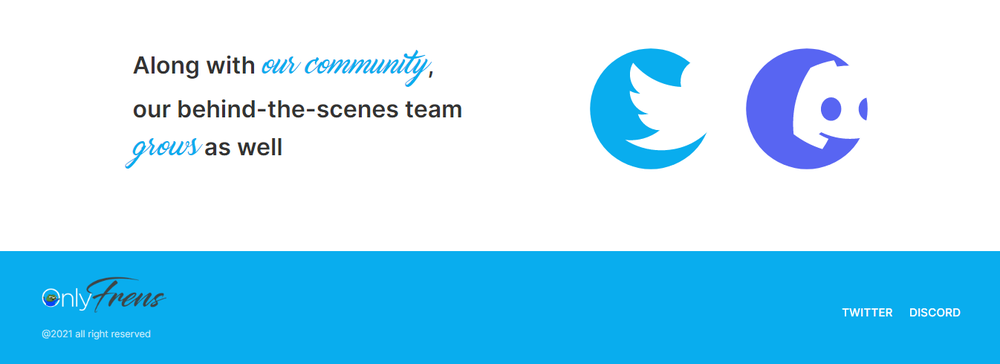 Along with our community,
our behind-the-scenes team
grows as well
OnlyFrens
@2021 all right reserved
TWITTER DISCORD